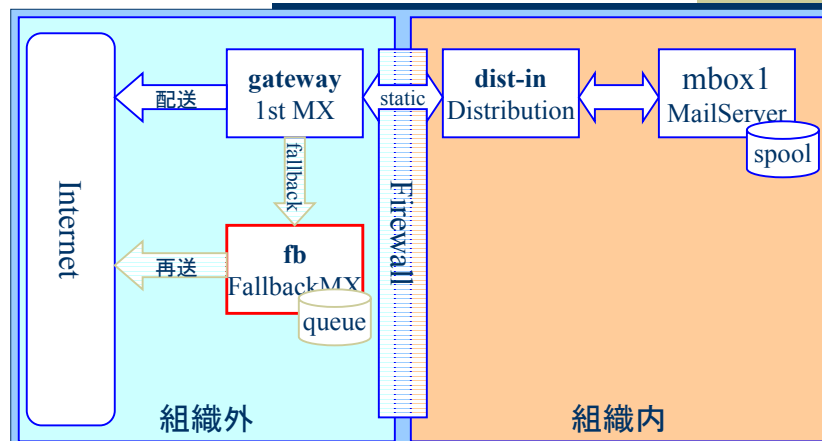 gateway
1st MX
配送
static
dist-in
Distribution
mbox1
MailServer
spool
fallback
Internet
Firewall
fb
FallbackMX
queue
再送
組織外
組織内